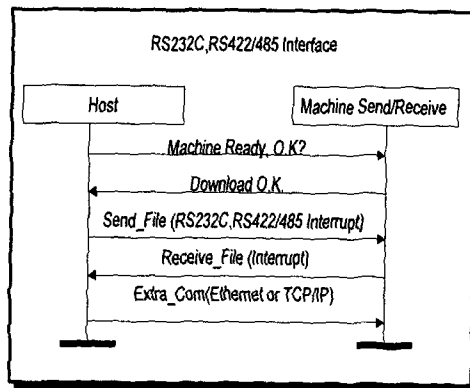 RS232C,RS422/485 Interface
Host
Machine Send/Receive
Machine Ready, O.K?
Download O.K.
Send_File (RS232C,RS422/485 Interrupt)
Receive_File (Interrupt)
Extra_Com(Ethernet or TCP/IP)